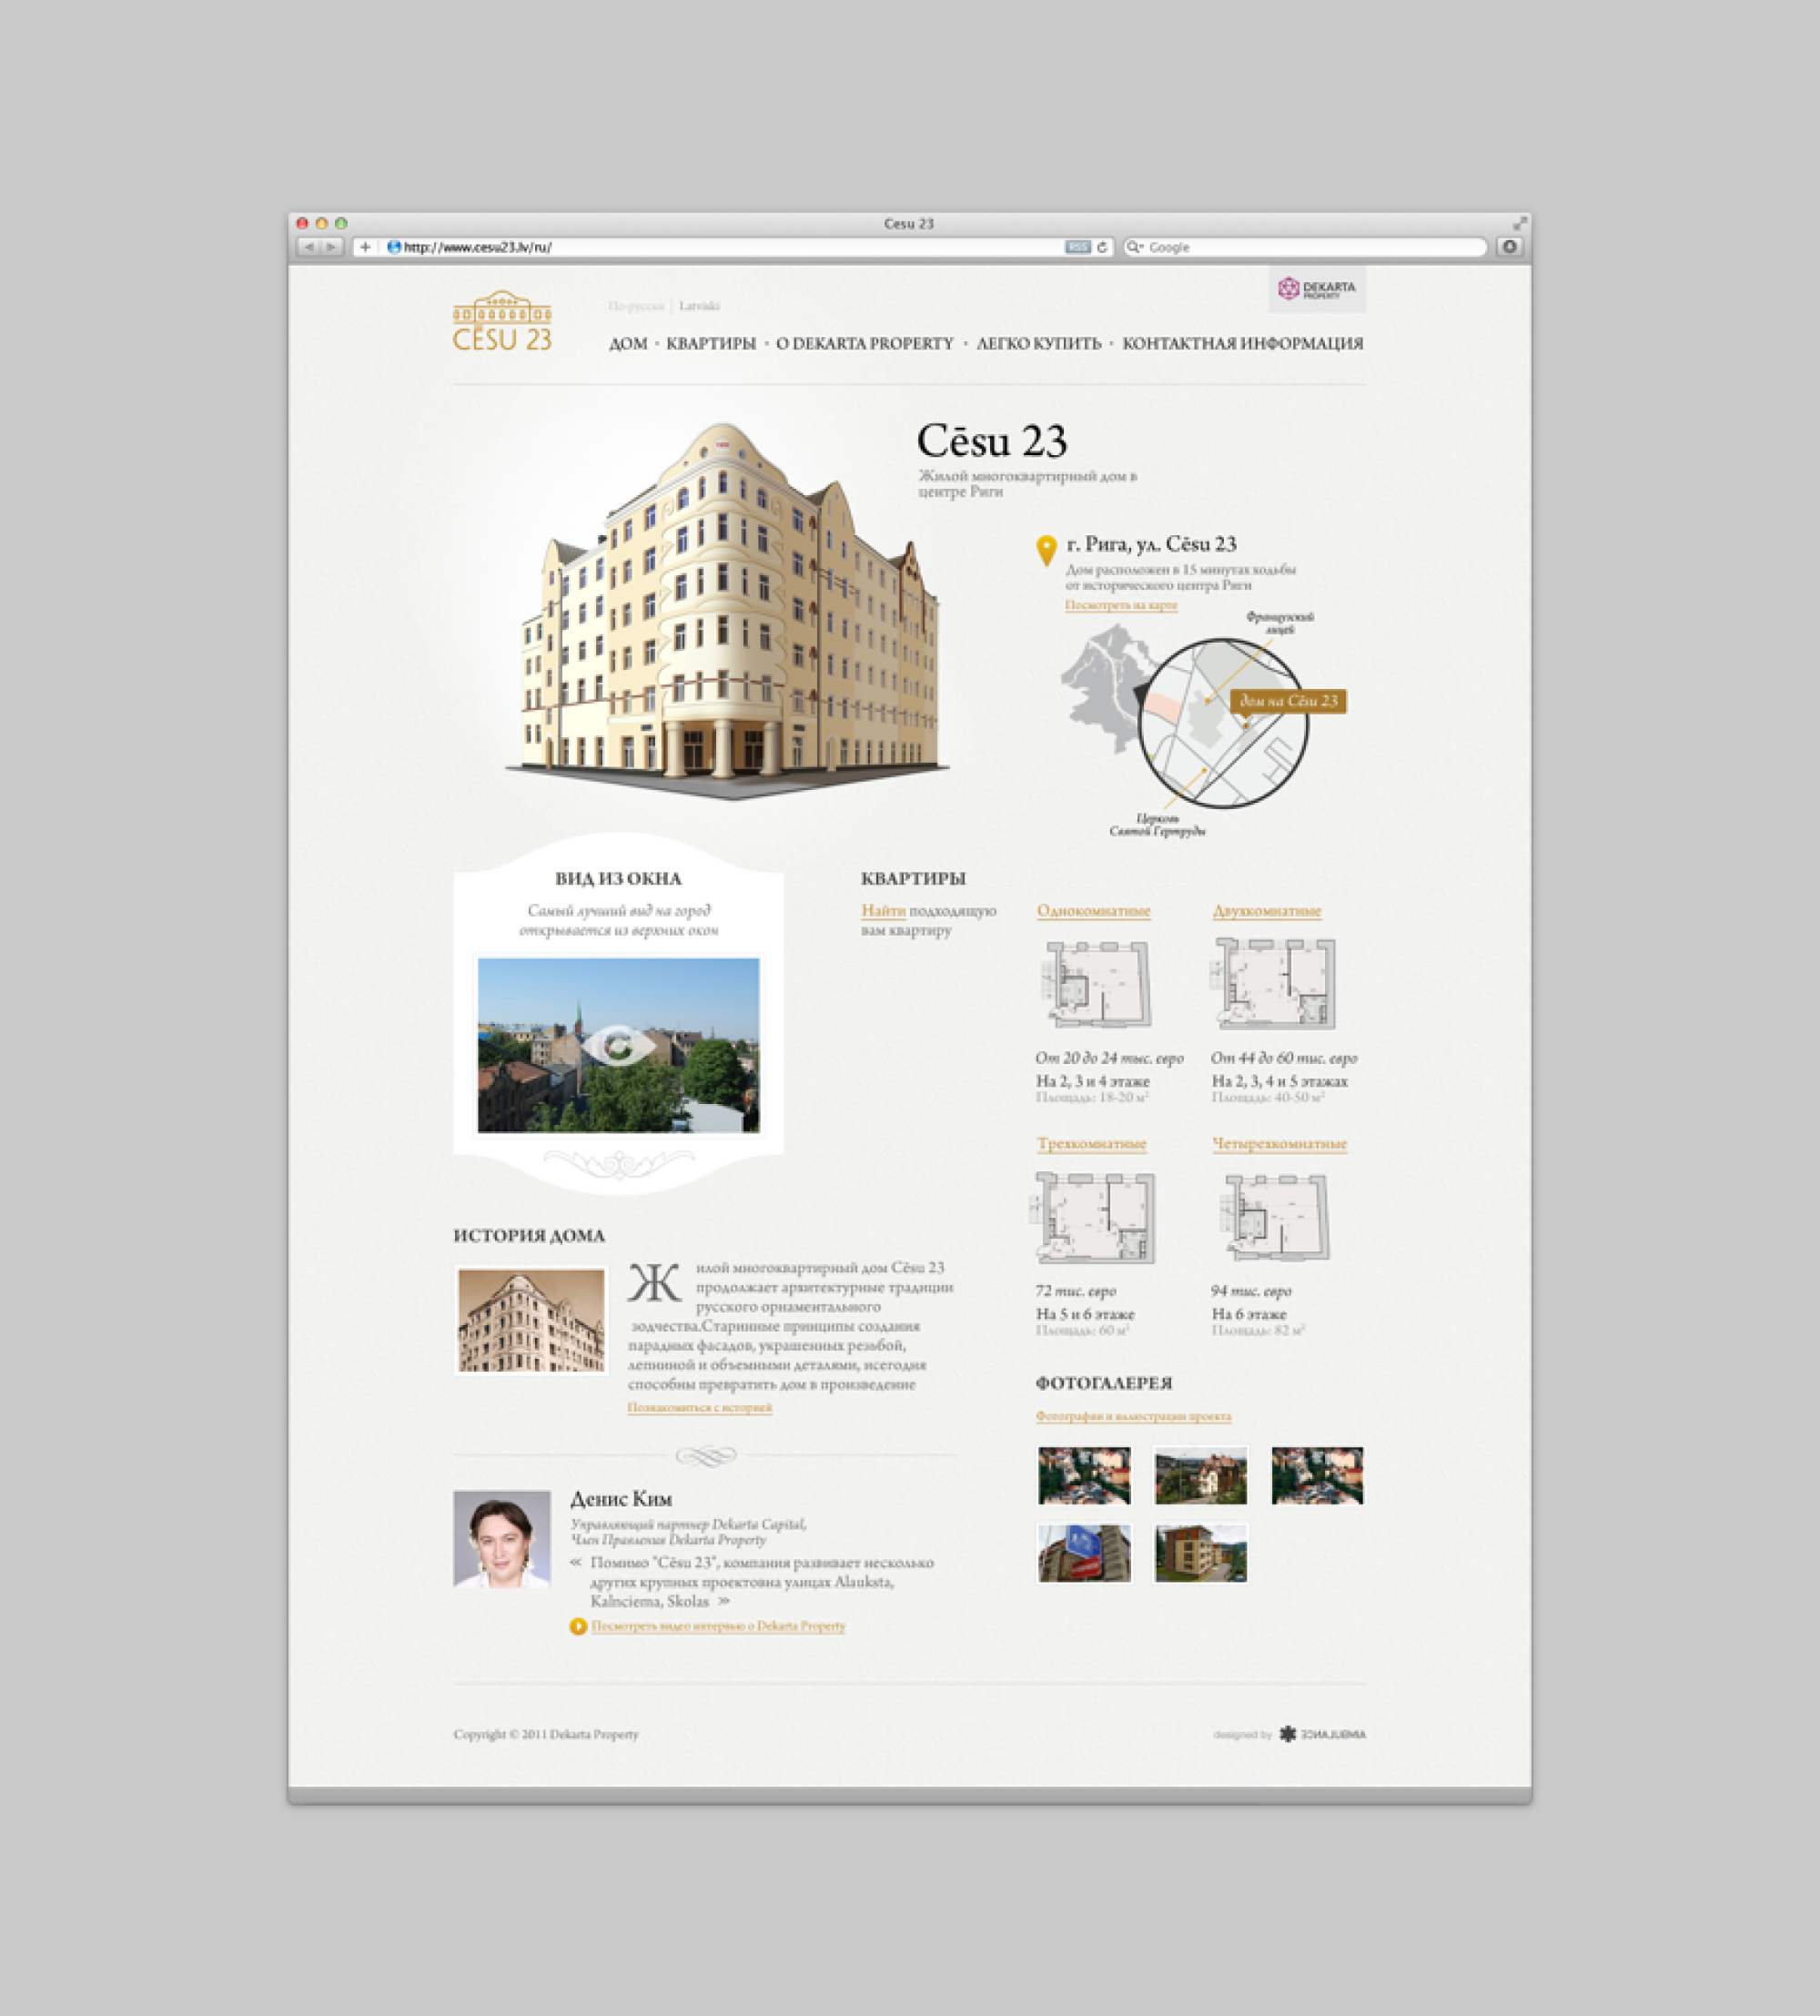 Cesu 23
http://www.cesu23.lv/ru/
RSS
Google
CĒSU 23
По-русски | Latviski
DEKARTA
PROPERTY
ДОМ • КВАРТИРЫ • О DEKARTA PROPERTY • ЛЕГКО КУПИТЬ • КОНТАКТНАЯ ИНФОРМАЦИЯ
Cēsu 23
Жилой многоквартирный дом в
центре Риги
г. Рига, ул. Cēsu 23
Дом расположен в 15 минутах ходьбы
от исторического центра Риги
Посмотреть на карте
Французский
лицей
дом на Cēsu 23
Церковь
Святой Гертруды
ВИД ИЗ ОКНА
Самый лучший вид на город
открывается из верхних окон
КВАРТИРЫ
Найти подходящую
вам квартиру
Однокомнатные
От 20 до 24 тыс. евро
На 2, 3 и 4 этаже
Площадь: 18-20 м²
Двухкомнатные
От 44 до 60 тыс. евро
На 2, 3, 4 и 5 этажах
Площадь: 40-50 м²
Трехкомнатные
72 тыс. евро
На 5 и 6 этаже
Площадь: 60 м²
Четырехкомнатные
94 тыс. евро
На 6 этаже
Площадь: 82 м²
ИСТОРИЯ ДОМА
Жилой многоквартирный дом Cēsu 23
продолжает архитектурные традиции
русского орнаментального
зодчества.Старинные принципы создания
парадных фасадов, украшенных резьбой,
лепниной и объемными деталями, исегодня
способны превратить дом в произведение
Познакомиться с историей
ФОТОГАЛЕРЕЯ
Фотографии и иллюстрации проекта
Денис Ким
Управляющий партнер Dekarta Capital,
Член Правления Dekarta Property
« Помимо "Cēsu 23", компания развивает несколько
других крупных проектовна улицах Alauksta,
Kalnciema, Skolas »
Посмотреть видео интервью о Dekarta Property
Copyright © 2011 Dekarta Property
designed by AMBULANCE